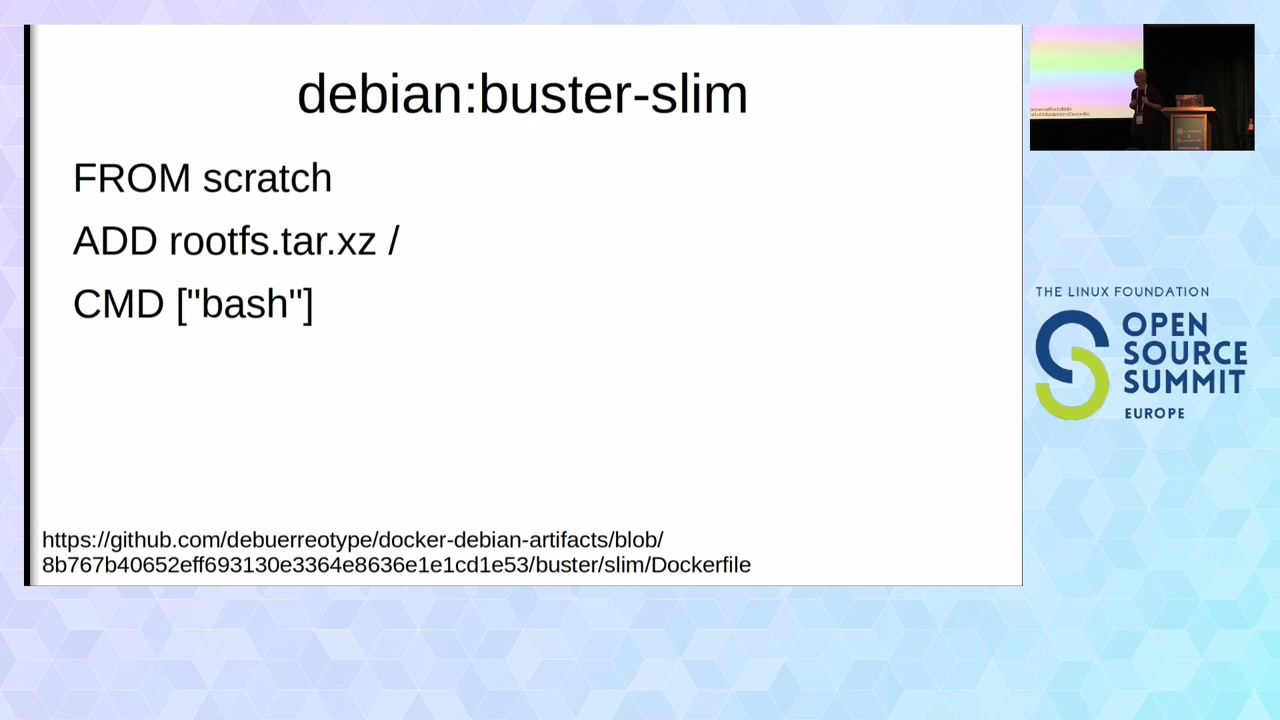 debian:buster-slim
FROM scratch
ADD rootfs.tar.xz /
CMD ["bash"]
https://github.com/debuerreotype/docker-debian-artifacts/blob/
8b767b40652eff693130e3364e8636e1e1cd1e53/buster/slim/Dockerfile
THE LINUX FOUNDATION
OPEN
SOURCE
SUMMIT
EUROPE